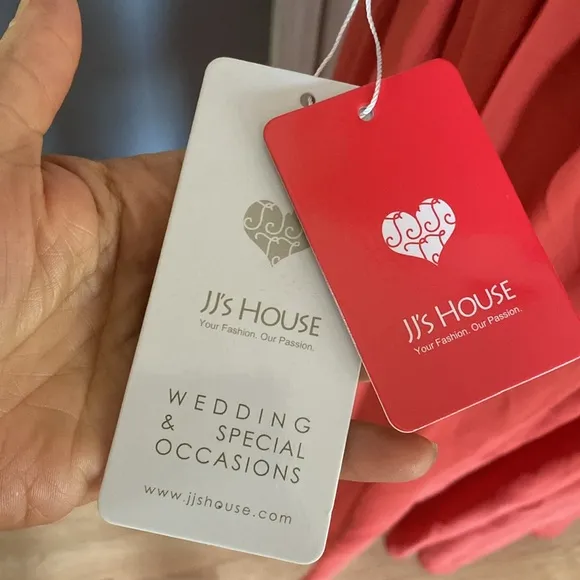 JJ's HOUSE
Your Fashion. Our Passion.
WEDDING
& SPECIAL
OCCASIONS
www.jjshouse.com
JJ's HOUSE
Your Fashion. Our Passion.